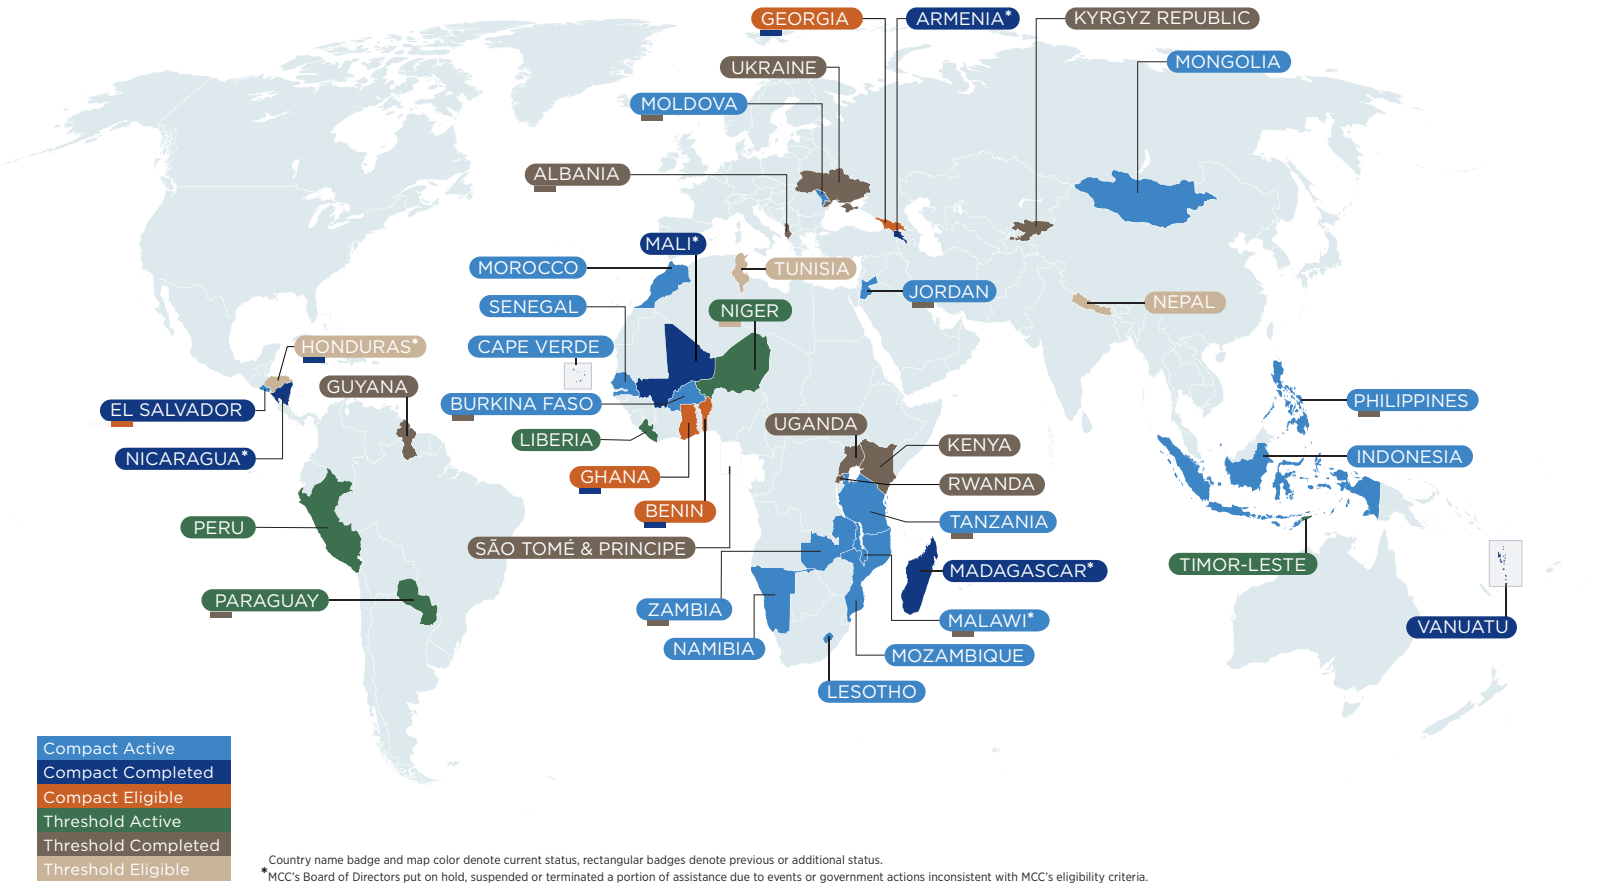 GEORGIA
ARMENIA*
KYRGYZ REPUBLIC
UKRAINE
MONGOLIA
MOLDOVA
ALBANIA
MALI*
MOROCCO
TUNISIA
SENEGAL
NIGER
JORDAN
NEPAL
HONDURAS*
CAPE VERDE
GUYANA
EL SALVADOR
BURKINA FASO
PHILIPPINES
NICARAGUA*
LIBERIA
UGANDA
KENYA
INDONESIA
GHANA
RWANDA
BENIN
PERU
TANZANIA
SÃO TOMÉ & PRINCIPE
MADAGASCAR*
TIMOR-LESTE
PARAGUAY
ZAMBIA
MALAWI*
VANUATU
NAMIBIA
MOZAMBIQUE
LESOTHO
Compact Active
Compact Completed
Compact Eligible
Threshold Active
Threshold Completed
Threshold Eligible
Country name badge and map color denote current status, rectangular badges denote previous or additional status.
*MCC's Board of Directors put on hold, suspended or terminated a portion of assistance due to events or government actions inconsistent with MCC's eligibility criteria.